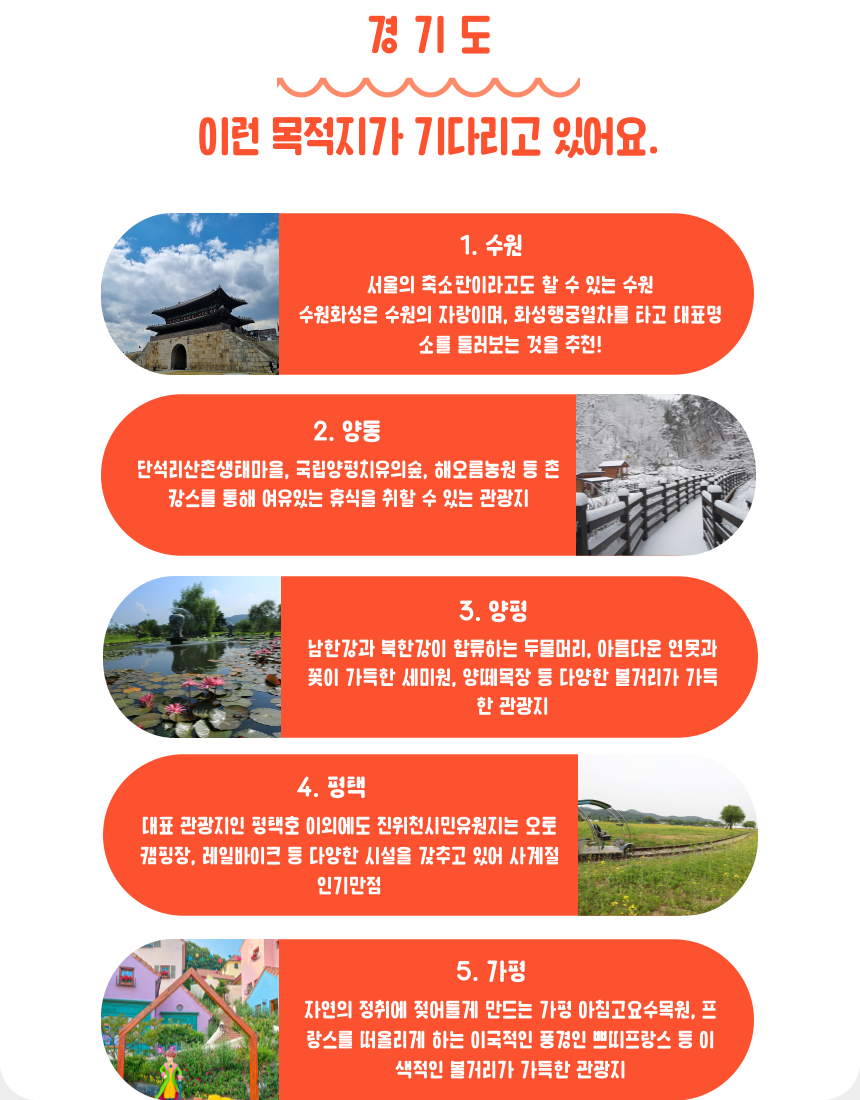 경기도
이런 목적지가 기다리고 있어요.
1. 수원
서울의 축소판이라고도 할 수 있는 수원
수원화성은 수원의 자랑이며, 화성행궁열차를 타고 대표명
소를 둘러보는 것을 추천!
2. 양동
단석리산촌생태마을, 국립양평치유의숲, 해오름농원 등 촌
캉스를 통해 여유있는 휴식을 취할 수 있는 관광지
3. 양평
남한강과 북한강이 합류하는 두물머리, 아름다운 연못과
꽃이 가득한 세미원, 양떼목장 등 다양한 볼거리가 가득
한 관광지
4. 평택
대표 관광지인 평택호 이외에도 진위천시민유원지는 오토
캠핑장, 레일바이크 등 다양한 시설을 갖추고 있어 사계절
인기만점
5. 가평
자연의 정취에 젖어들게 만드는 가평 아침고요수목원, 프
랑스를 떠올리게 하는 이국적인 풍경인 쁘띠프랑스 등 이
색적인 볼거리가 가득한 관광지